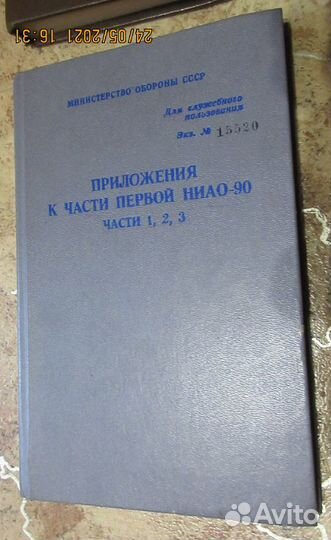 24/05/2021 16:31
МИНИСТЕРСТВО ОБОРОНЫ СССР
Для служебного
пользования
Экз. № 15520
ПРИЛОЖЕНИЯ
К ЧАСТИ ПЕРВОЙ НИАО-90
ЧАСТИ 1, 2, 3
Avito